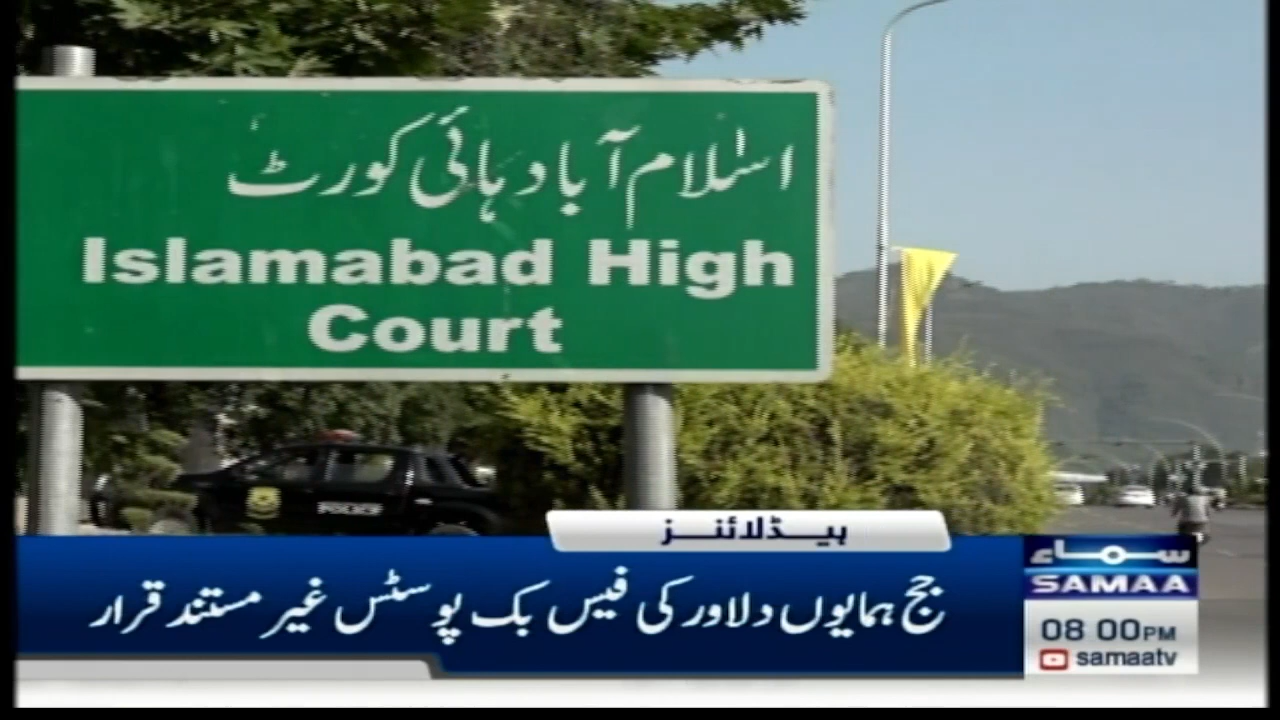 اسلام آباد ہائی کورٹ
Islamabad High
Court
POLICE
ہیڈلائنز
جج ہمایوں دلاور کی فیس بک پوسٹس غیر مستند قرار
سماء
SAMAA
08 00PM
samaatv